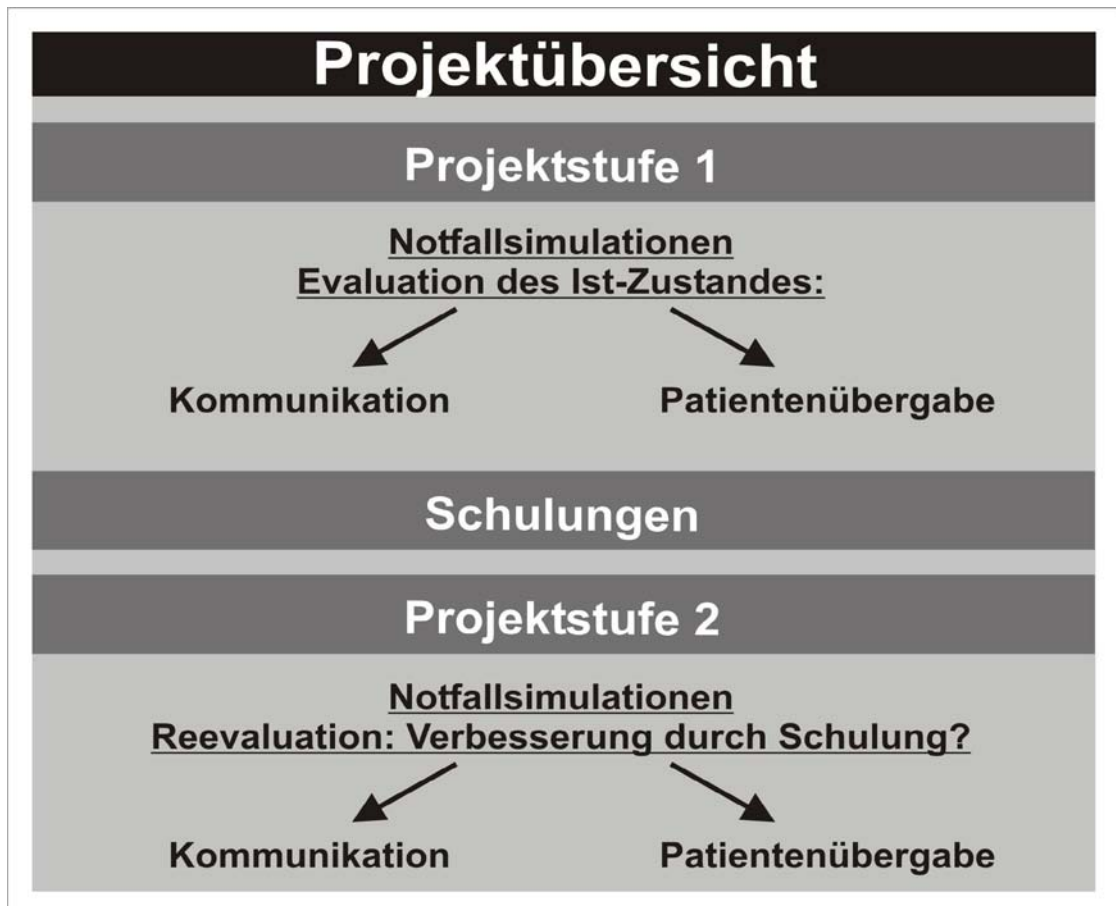 Projektübersicht
Projektstufe 1
Notfallsimulationen
Evaluation des Ist-Zustandes:
Kommunikation Patientenübergabe
Schulungen
Projektstufe 2
Notfallsimulationen
Reevaluation: Verbesserung durch Schulung?
Kommunikation Patientenübergabe